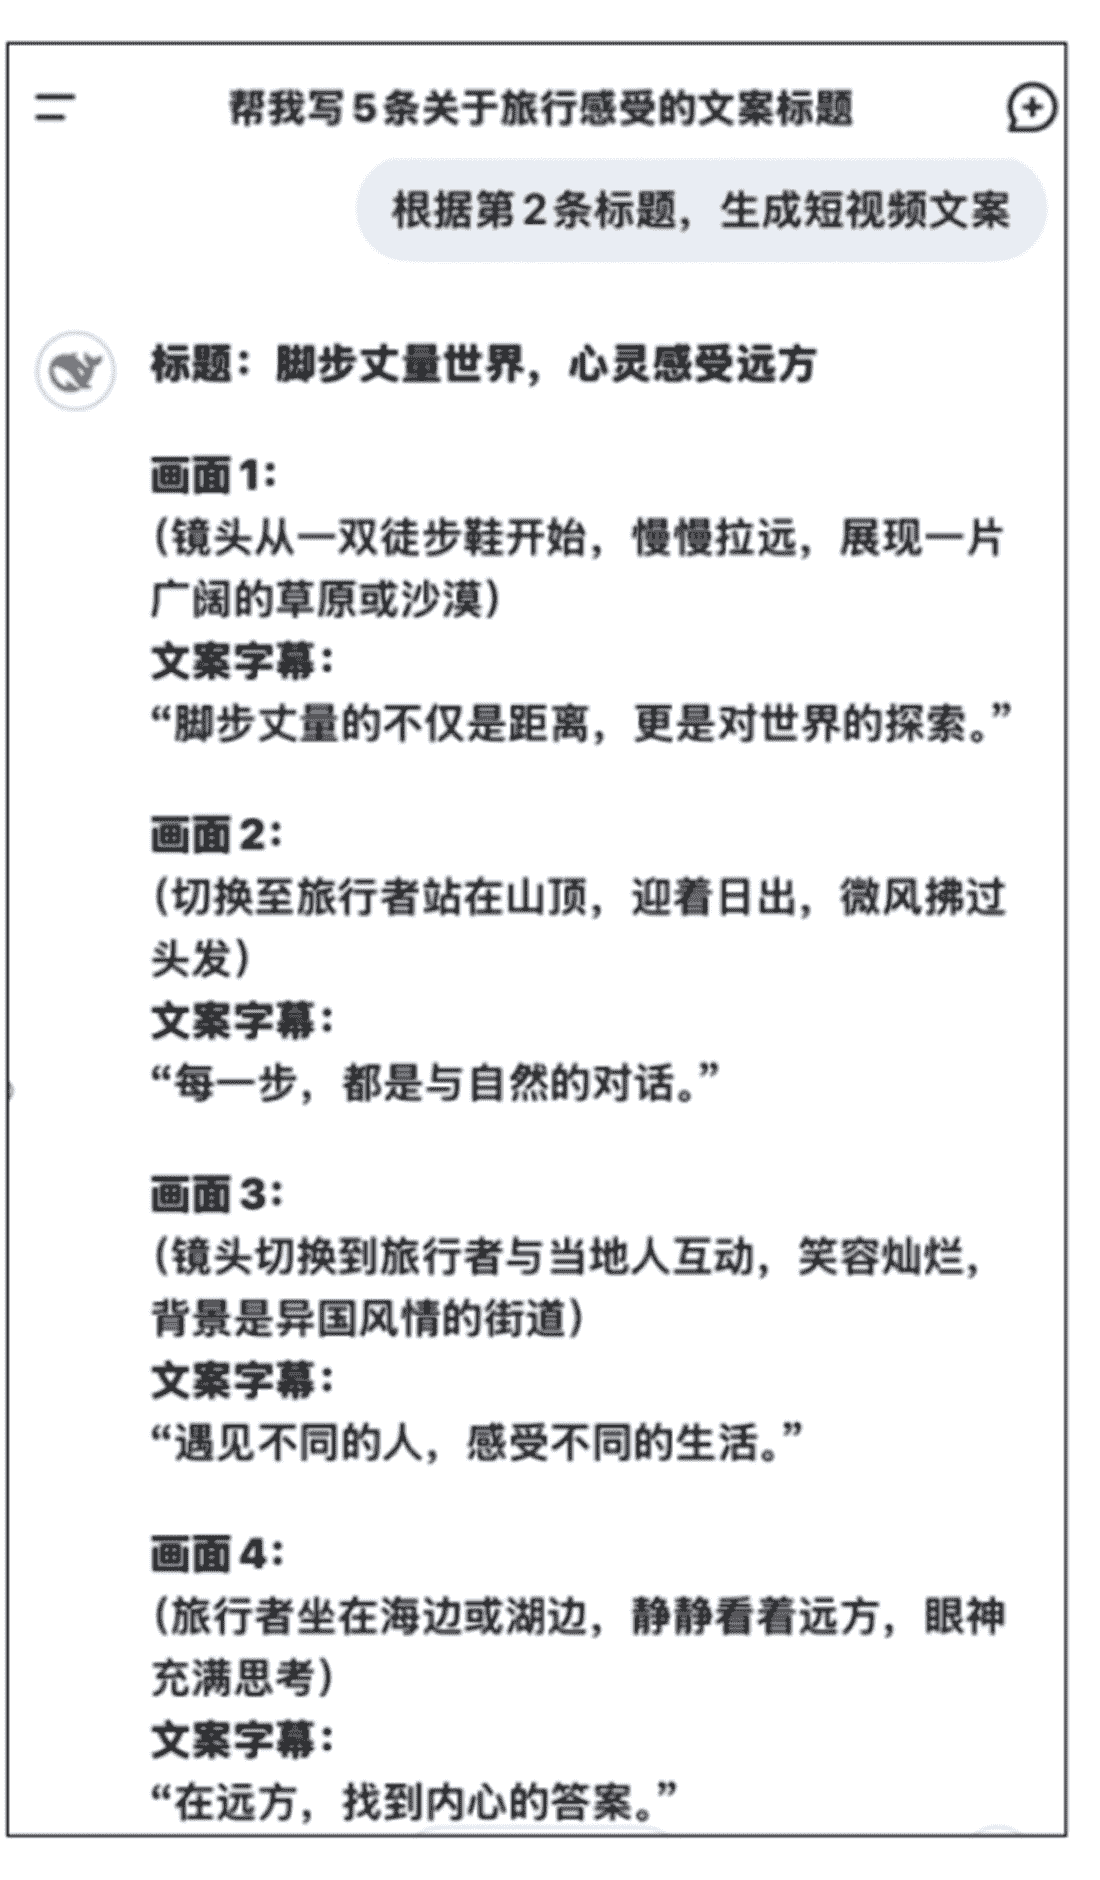 帮我写5条关于旅行感受的文案标题
根据第2条标题，生成短视频文案
标题：脚步丈量世界，心灵感受远方
画面1：
（镜头从一双徒步鞋开始，慢慢拉远，展现一片
广阔的草原或沙漠）
文案字幕：
“脚步丈量的不仅是距离，更是对世界的探索。”
画面2：
（切换至旅行者站在山顶，迎着日出，微风拂过
头发）
文案字幕：
“每一步，都是与自然的对话。”
画面3：
（镜头切换到旅行者与当地人互动，笑容灿烂，
背景是异国风情的街道）
文案字幕：
“遇见不同的人，感受不同的生活。”
画面4：
（旅行者坐在海边或湖边，静静看着远方，眼神
充满思考）
文案字幕：
“在远方，找到内心的答案。”